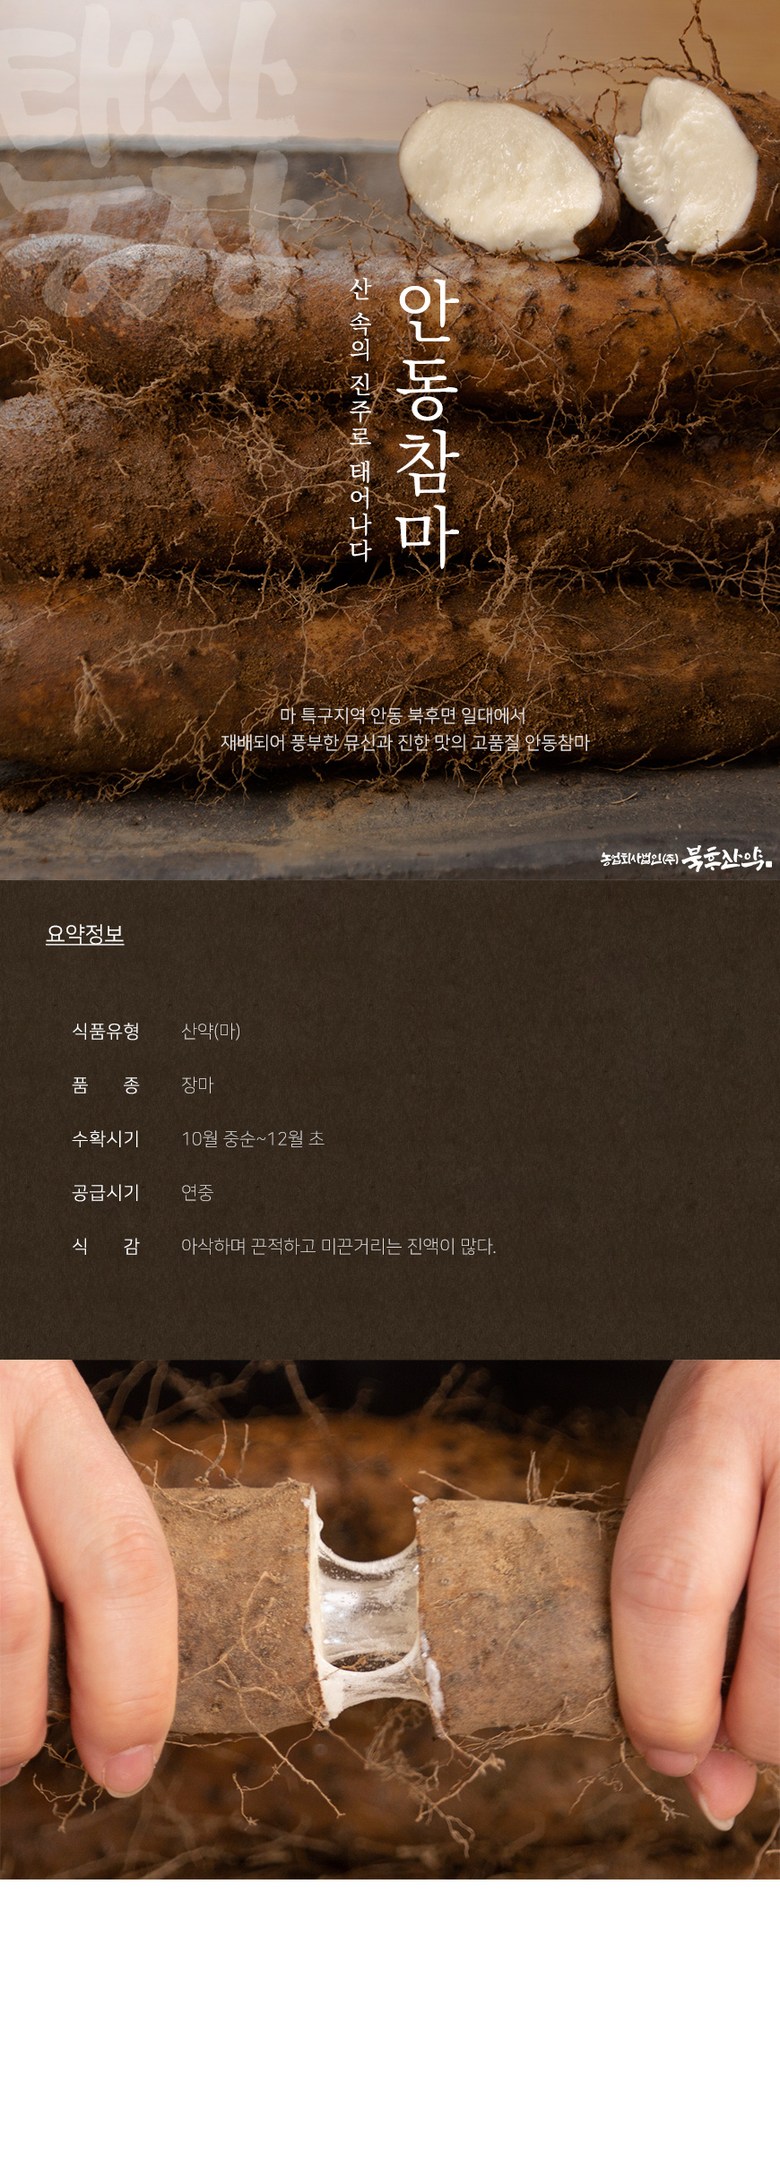 태산
농장
안동참마
산 속의 진주로 태어나다
마 특구지역 안동 북후면 일대에서
재배되어 풍부한 뮤신과 진한 맛의 고품질 안동참마
농업회사법인(주) 북후산약
요약정보
식품유형 산약(마)
품 종 장마
수확시기 10월 중순~12월 초
공급시기 연중
식 감 아삭하며 끈적하고 미끈거리는 진액이 많다.